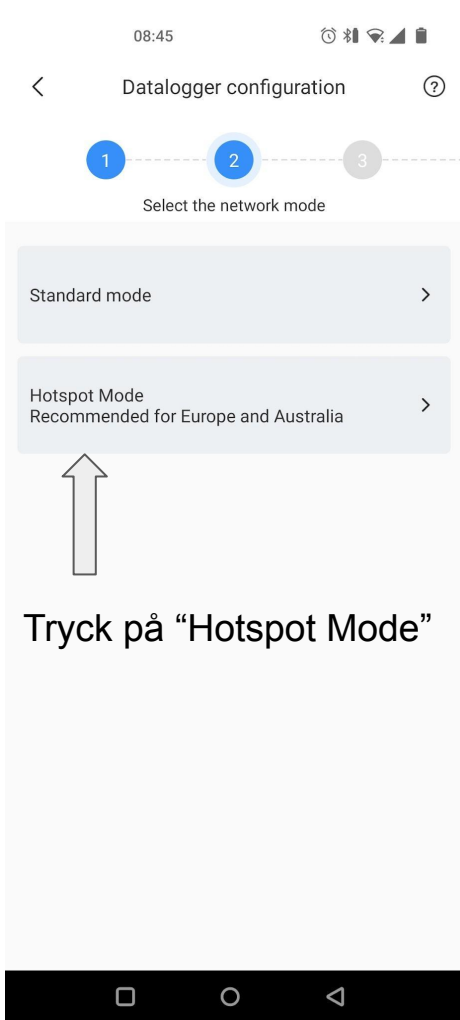 08:45
Datalogger configuration
?
1
2
3
Select the network mode
Standard mode
Hotspot Mode
Recommended for Europe and Australia
Tryck på “Hotspot Mode”